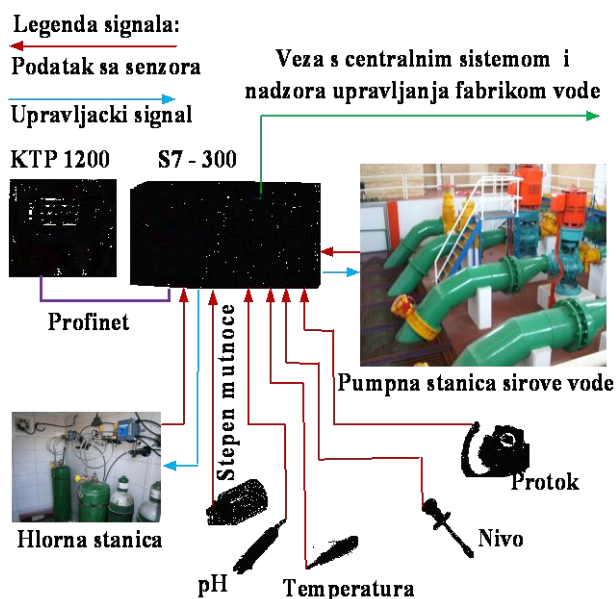 Legenda signala:
Podatak sa senzora
Upravljacki signal
Veza s centralnim sistemom i
nadzora upravljanja fabrikom vode
KTP 1200
S7 - 300
Profinet
Pumpna stanica sirove vode
Stepen mutnoce
Hlorna stanica
pH
Temperatura
Nivo
Protok